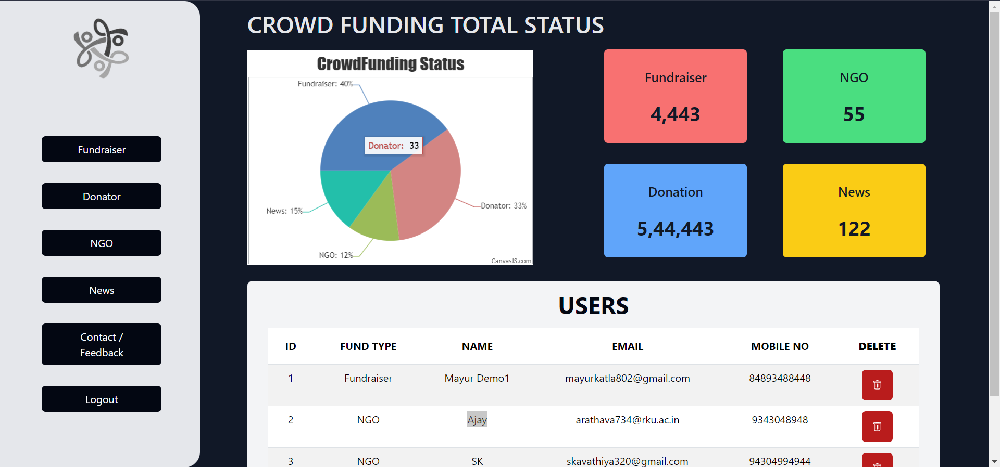 CROWD FUNDING TOTAL STATUS
CrowdFunding Status
Fundraiser: 40%
Donator: 33
Donator: 33%
News: 15%
NGO: 12%
CanvasJS.com
Fundraiser
4,443
NGO
55
Donation
5,44,443
News
122
Fundraiser
Donator
NGO
News
Contact /
Feedback
Logout
USERS
ID FUND TYPE NAME EMAIL MOBILE NO DELETE
1 Fundraiser Mayur Demo1 mayurkatla802@gmail.com 84893488448
2 NGO Ajay arathava734@rku.ac.in 9343048948
3 NGO SK skavathiya320@gmail.com 94304994944